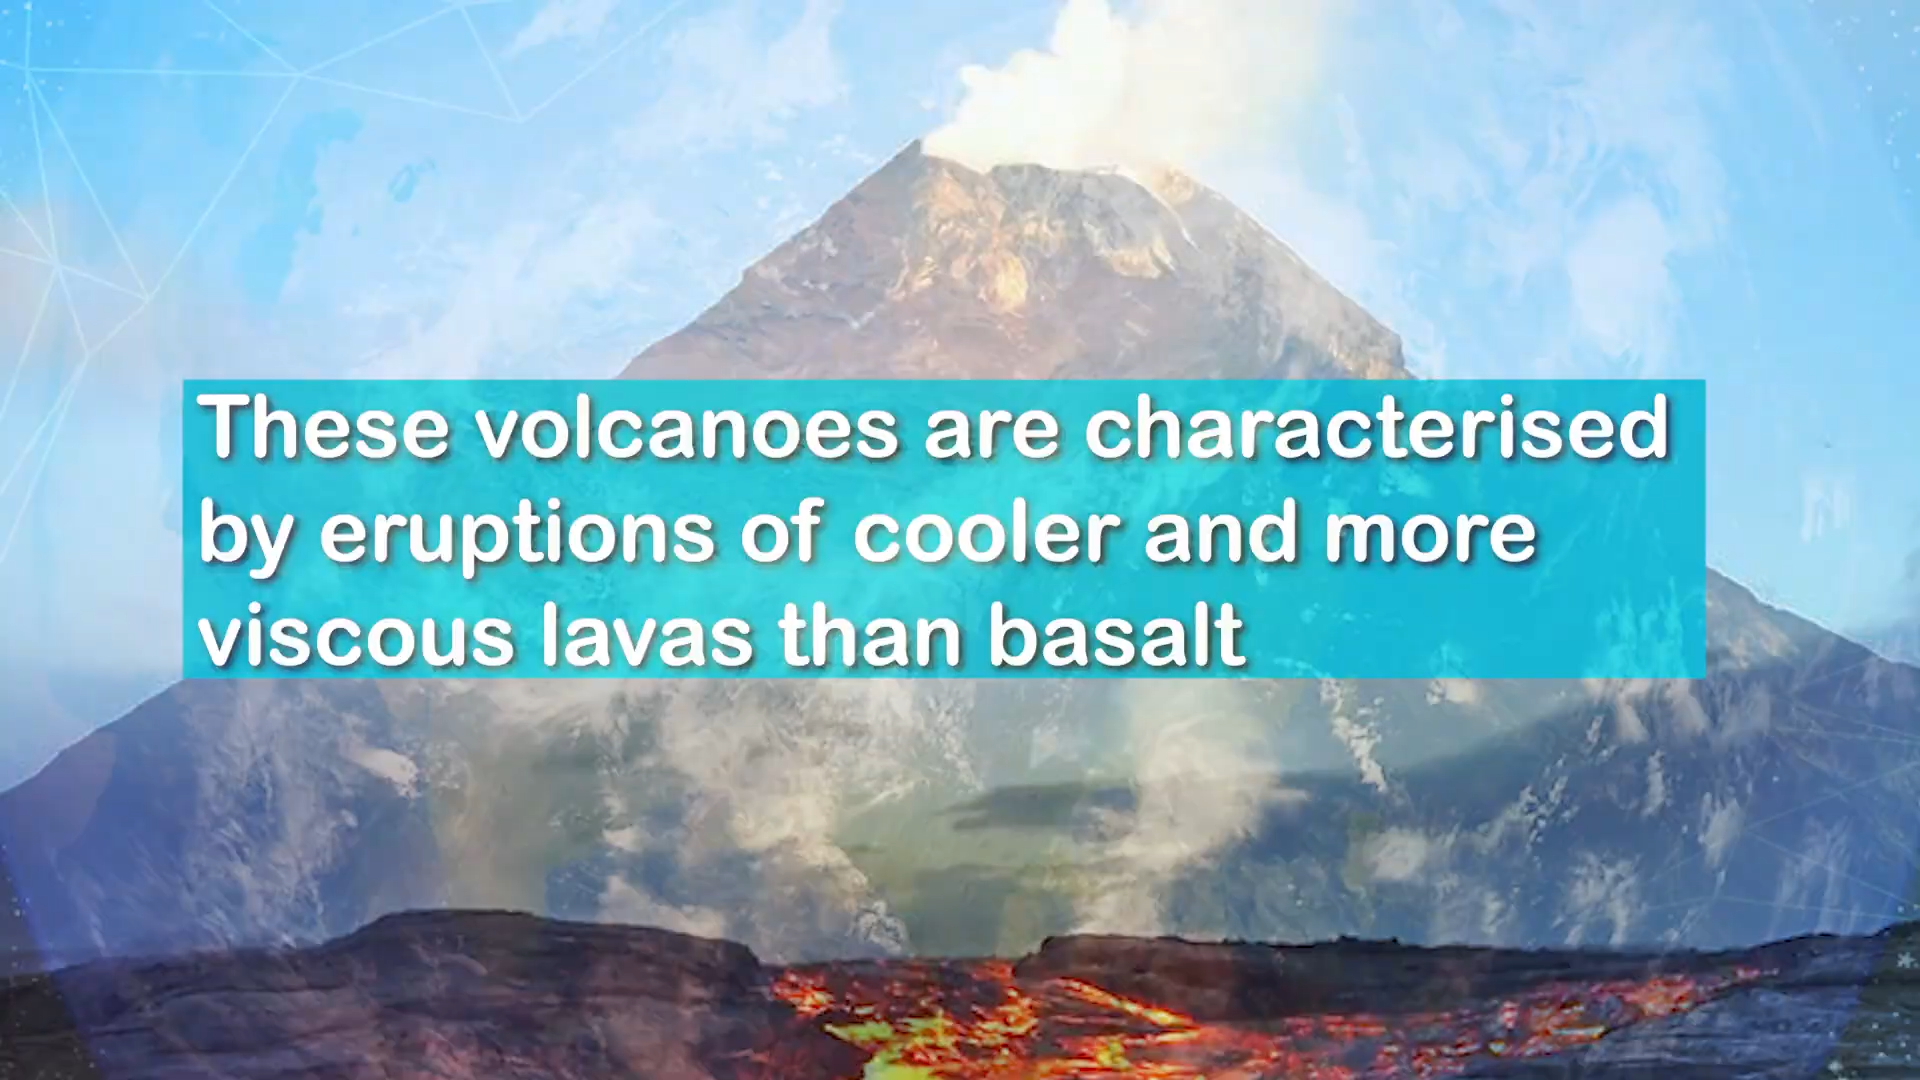 These volcanoes are characterised
by eruptions of cooler and more
viscous lavas than basalt